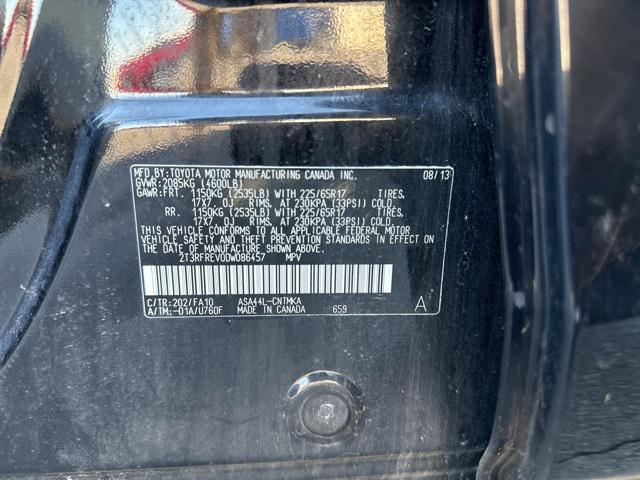 MFD.BY:TOYOTA MOTOR MANUFACTURING CANADA INC. 08/13
GVWR:2085KG (4600LB)
GAWR:FRT. 1150KG (2535LB) WITH 225/65R17 TIRES,
17X7. 0J RIMS, AT 230KPA (33PSI) COLD.
RR. 1150KG (2535LB) WITH 225/65R17 TIRES,
17X7. 0J RIMS, AT 230KPA (33PSI) COLD.
THIS VEHICLE CONFORMS TO ALL APPLICABLE FEDERAL MOTOR
VEHICLE SAFETY AND THEFT PREVENTION STANDARDS IN EFFECT ON
THE DATE OF MANUFACTURE SHOWN ABOVE.
2T3RFREV0DW086457 MPV
C/TR:202/FA10 ASA44L-CNTMKA
A/TM:-01A/U760F MADE IN CANADA 659 A